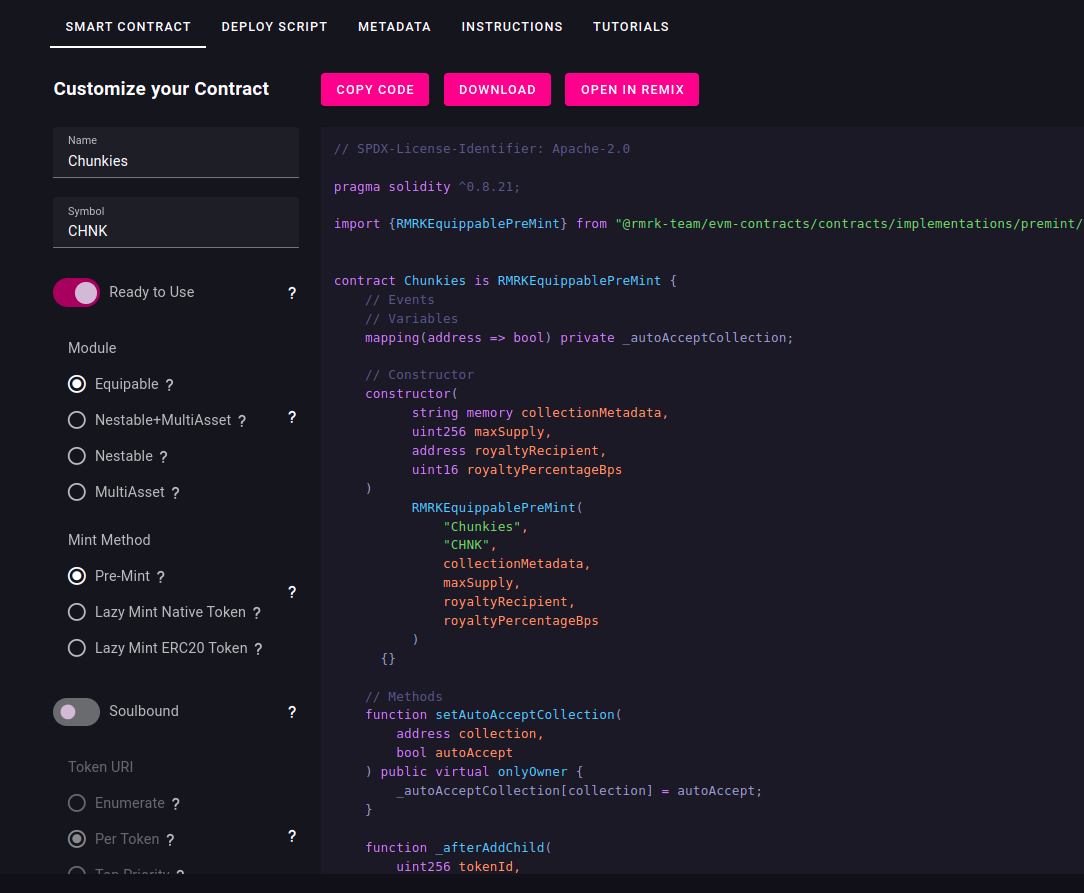 SMART CONTRACT DEPLOY SCRIPT METADATA INSTRUCTIONS TUTORIALS
Customize your Contract
Name
Chunkies
Symbol
CHNK
Ready to Use ?
Module
Equipable ?
Nestable+MultiAsset ? ?
Nestable ?
MultiAsset ?
Mint Method
Pre-Mint ?
?
Lazy Mint Native Token ?
Lazy Mint ERC20 Token ?
Soulbound ?
Token URI
Enumerate ?
Per Token ? ?
Top Priority ?
COPY CODE DOWNLOAD OPEN IN REMIX
// SPDX-License-Identifier: Apache-2.0
pragma solidity ^0.8.21;
import {RMRKEquippablePreMint} from "@rmrk-team/evm-contracts/contracts/implementations/premint/
contract Chunkies is RMRKEquippablePreMint {
// Events
// Variables
mapping(address => bool) private _autoAcceptCollection;
// Constructor
constructor(
string memory collectionMetadata,
uint256 maxSupply,
address royaltyRecipient,
uint16 royaltyPercentageBps
)
RMRKEquippablePreMint(
"Chunkies",
"CHNK",
collectionMetadata,
maxSupply,
royaltyRecipient,
royaltyPercentageBps
)
{}
// Methods
function setAutoAcceptCollection(
address collection,
bool autoAccept
) public virtual onlyOwner {
_autoAcceptCollection[collection] = autoAccept;
}
function _afterAddChild(
uint256 tokenId,